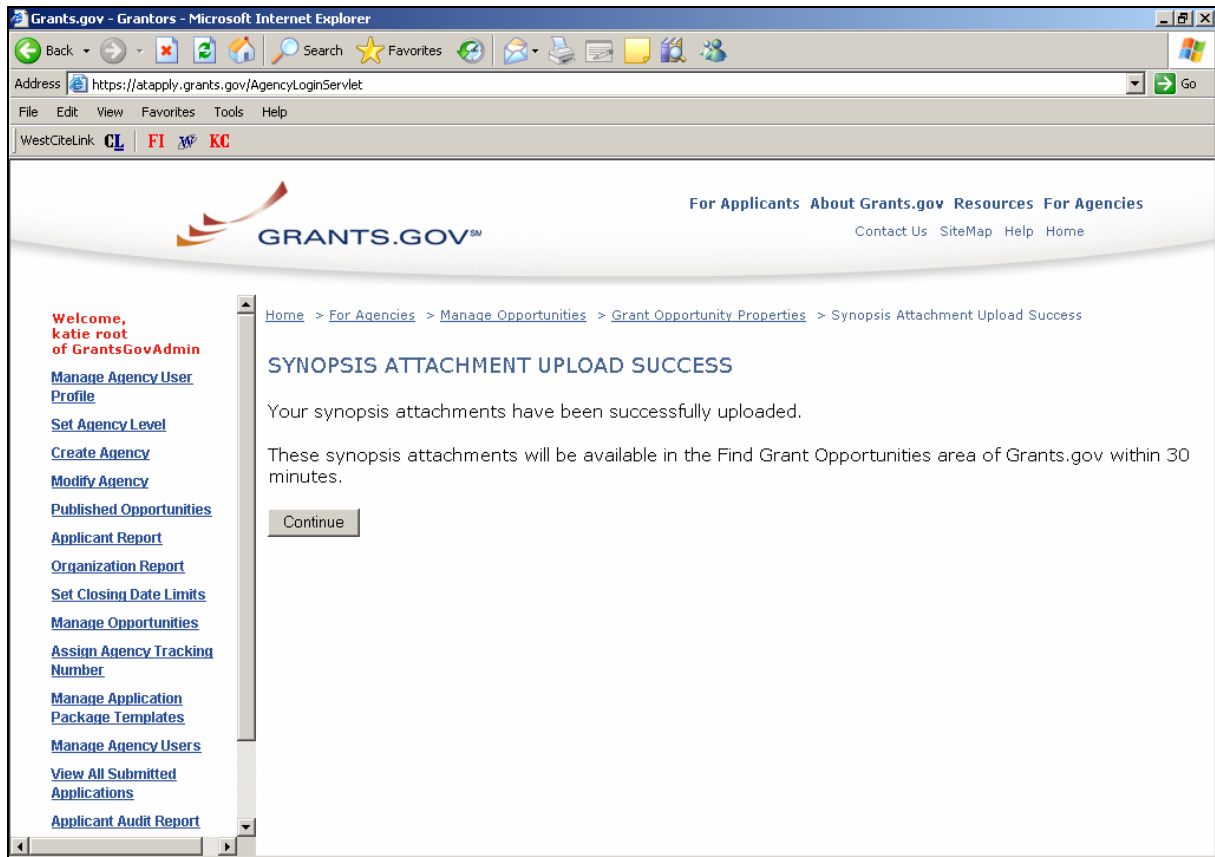 Grants.gov - Grantors - Microsoft Internet Explorer
Back Search Favorites
Address https://atapply.grants.gov/AgencyLoginServlet Go
File Edit View Favorites Tools Help
WestCiteLink CL FI KC
For Applicants About Grants.gov Resources For Agencies
GRANTS.GOV℠
Contact Us SiteMap Help Home
Welcome,
katie root
of GrantsGovAdmin
Manage Agency User
Profile
Set Agency Level
Create Agency
Modify Agency
Published Opportunities
Applicant Report
Organization Report
Set Closing Date Limits
Manage Opportunities
Assign Agency Tracking
Number
Manage Application
Package Templates
Manage Agency Users
View All Submitted
Applications
Applicant Audit Report
Home > For Agencies > Manage Opportunities > Grant Opportunity Properties > Synopsis Attachment Upload Success
SYNOPSIS ATTACHMENT UPLOAD SUCCESS
Your synopsis attachments have been successfully uploaded.
These synopsis attachments will be available in the Find Grant Opportunities area of Grants.gov within 30
minutes.
Continue